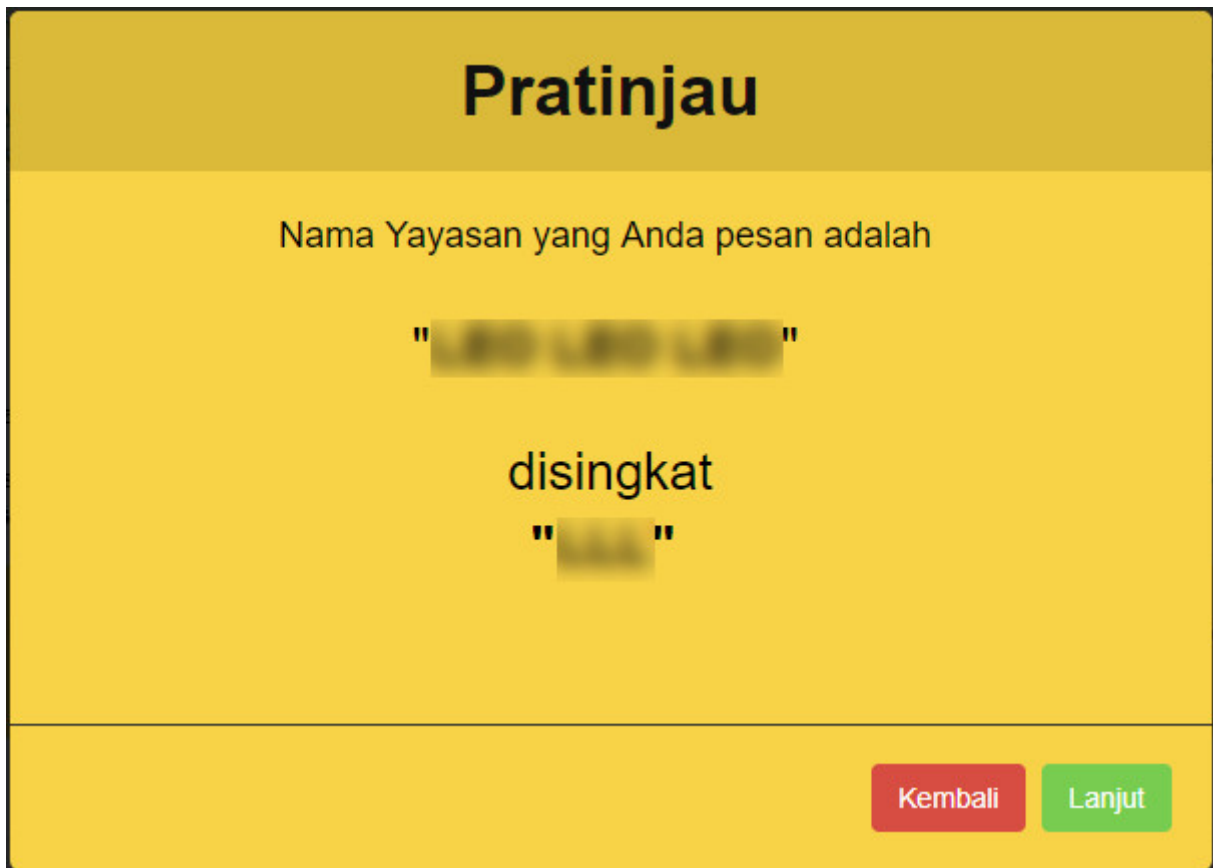 Pratinjau
Nama Yayasan yang Anda pesan adalah
" "
disingkat
" "
Kembali
Lanjut